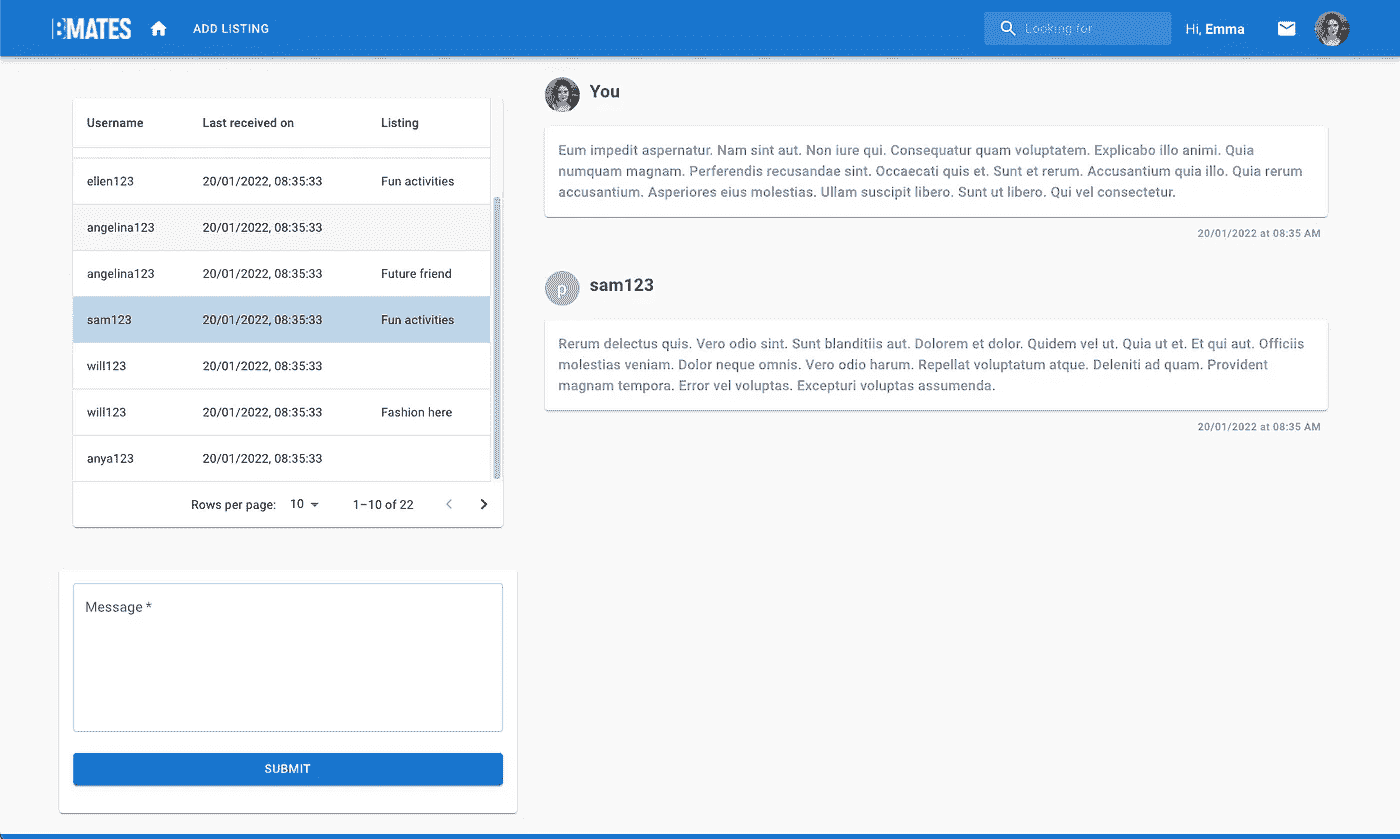 BMATES
ADD LISTING
Looking for
Hi, Emma
Username Last received on Listing
ellen123 20/01/2022, 08:35:33 Fun activities
angelina123 20/01/2022, 08:35:33
angelina123 20/01/2022, 08:35:33 Future friend
sam123 20/01/2022, 08:35:33 Fun activities
will123 20/01/2022, 08:35:33
will123 20/01/2022, 08:35:33 Fashion here
anya123 20/01/2022, 08:35:33
Rows per page: 10 1–10 of 22
Message *
SUBMIT
You
Eum impedit aspernatur. Nam sint aut. Non iure qui. Consequatur quam voluptatem. Explicabo illo animi. Quia
numquam magnam. Perferendis recusandae sint. Occaecati quis et. Sunt et rerum. Accusantium quia illo. Quia rerum
accusantium. Asperiores eius molestias. Ullam suscipit libero. Sunt ut libero. Qui vel consectetur.
20/01/2022 at 08:35 AM
p
sam123
Rerum delectus quis. Vero odio sint. Sunt blanditiis aut. Dolorem et dolor. Quidem vel ut. Quia ut et. Et qui aut. Officiis
molestias veniam. Dolor neque omnis. Vero odio harum. Repellat voluptatum atque. Deleniti ad quam. Provident
magnam tempora. Error vel voluptas. Excepturi voluptas assumenda.
20/01/2022 at 08:35 AM